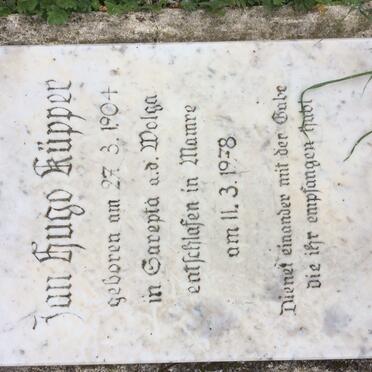 Jan Hugo Küpper
geboren am 27. 3. 1904
in Sarepta a.d. Wolga
entschlafen in Mamre
am 11. 3. 1978
Dienet einander mit der Gabe
die ihr empfangen habt